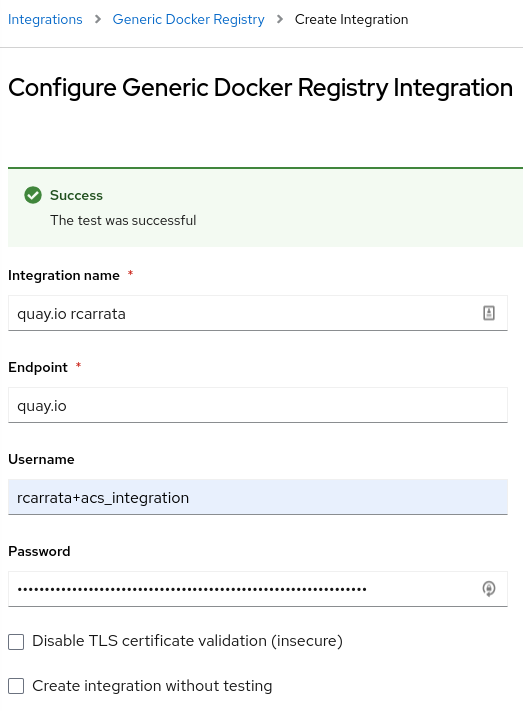 Integrations > Generic Docker Registry > Create Integration
Configure Generic Docker Registry Integration
Success
The test was successful
Integration name *
quay.io rcarrata
Endpoint *
quay.io
Username
rcarrata+acs_integration
Password
••••••••••••••••••••••••••••••••••••••••••••••••••••••••••••••••
Disable TLS certificate validation (insecure)
Create integration without testing